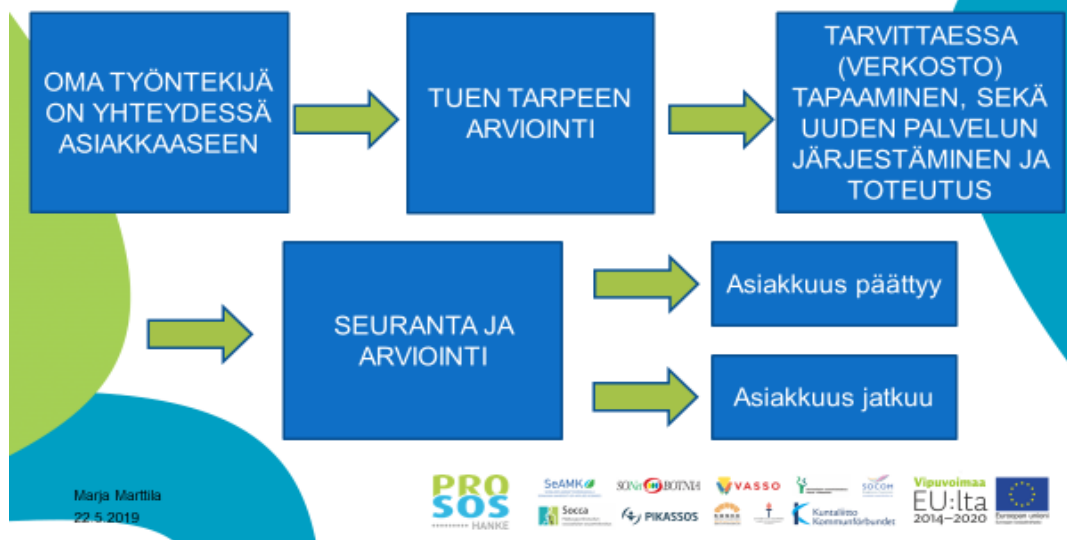 OMA TYÖNTEKIJÄ
ON YHTEYDESSÄ
ASIAKKAASEEN
TUEN TARPEEN
ARVIOINTI
TARVITTAESSA
(VERKOSTO)
TAPAAMINEN, SEKÄ
UUDEN PALVELUN
JÄRJESTÄMINEN JA
TOTEUTUS
SEURANTA JA
ARVIOINTI
Asiakkuus päättyy
Asiakkuus jatkuu
Marja Marttila
22.5.2019
PRO
SOS
HANKE
SeAMK
SONet BOTNIA
VASSO
SOCOM
Socca
PIKASSOS
Kuntaliitto
Kommunförbundet
Vipuvoimaa
EU:lta
2014–2020
Euroopan unioni